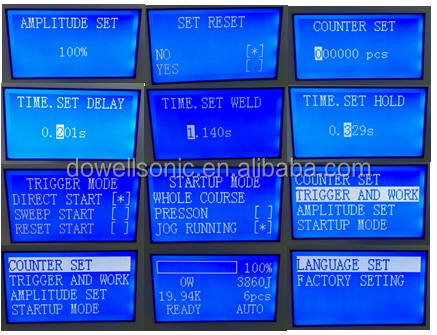 AMPLITUDE SET
100%
SET RESET
NO [*]
YES [ ]
COUNTER SET
000000 pcs
TIME.SET DELAY
0.201s
TIME.SET WELD
1.140s
TIME.SET HOLD
0.329s
dowellsonic.en.alibaba.com
TRIGGER MODE
DIRECT START [*]
SWEEP START [ ]
RESET START [ ]
STARTUP MODE
WHOLE COURSE
PRESSON [ ]
JOG RUNNING [*]
COUNTER SET
TRIGGER AND WORK
AMPLITUDE SET
STARTUP MODE
COUNTER SET
TRIGGER AND WORK
AMPLITUDE SET
STARTUP MODE
100%
0W 3860J
19.94K 6pcs
READY AUTO
LANGUAGE SET
FACTORY SETING